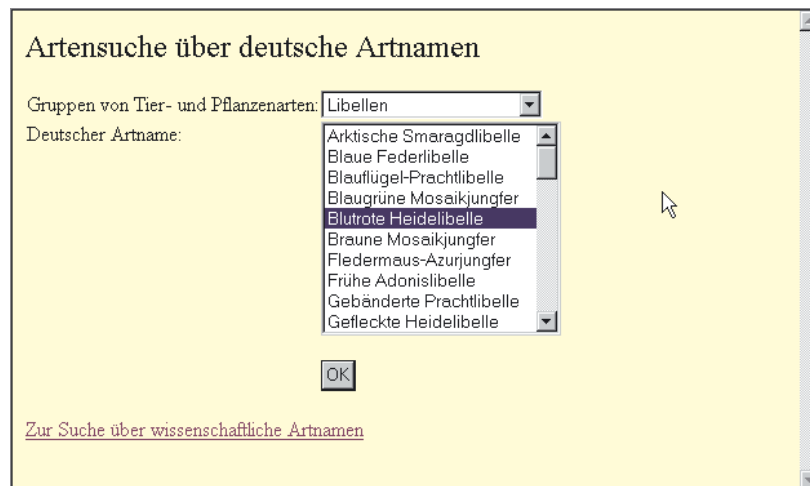 Artensuche über deutsche Artnamen
Gruppen von Tier- und Pflanzenarten: Libellen
Deutscher Artname:
Arktische Smaragdlibelle
Blaue Federlibelle
Blauflügel-Prachtlibelle
Blaugrüne Mosaikjungfer
Blutrote Heidelibelle
Braune Mosaikjungfer
Fledermaus-Azurjungfer
Frühe Adonislibelle
Gebänderte Prachtlibelle
Gefleckte Heidelibelle
OK
Zur Suche über wissenschaftliche Artnamen